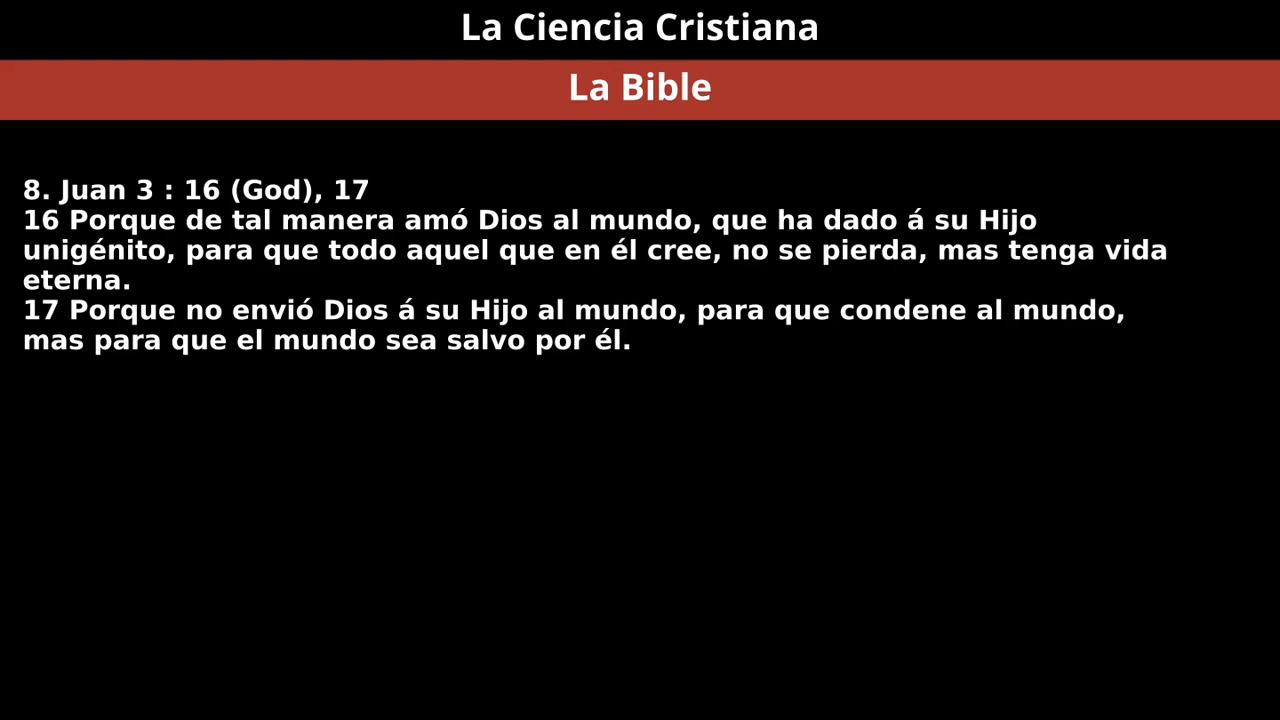 La Ciencia Cristiana
La Bible
8. Juan 3 : 16 (God), 17
16 Porque de tal manera amó Dios al mundo, que ha dado á su Hijo
unigénito, para que todo aquel que en él cree, no se pierda, mas tenga vida
eterna.
17 Porque no envió Dios á su Hijo al mundo, para que condene al mundo,
mas para que el mundo sea salvo por él.